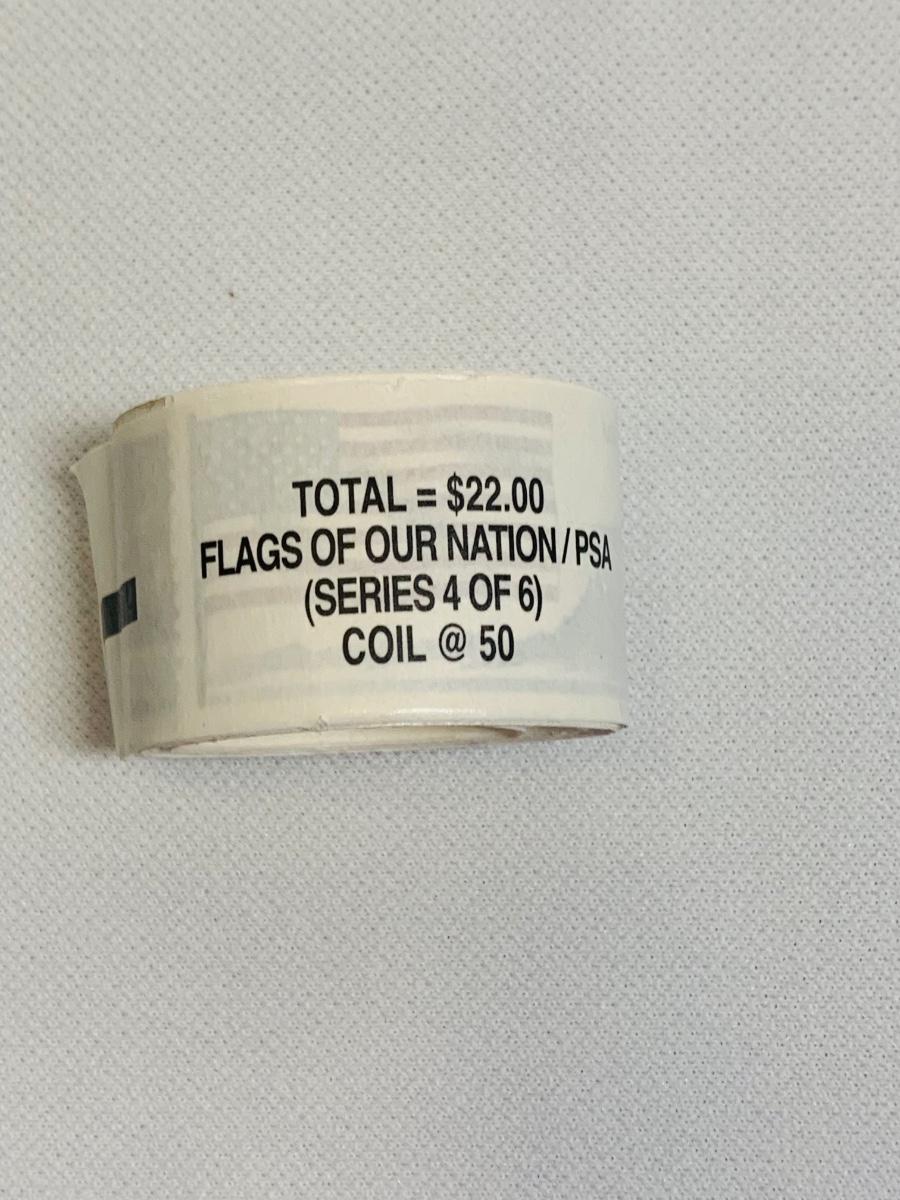 TOTAL = $22.00
FLAGS OF OUR NATION / PSA
(SERIES 4 OF 6)
COIL @ 50